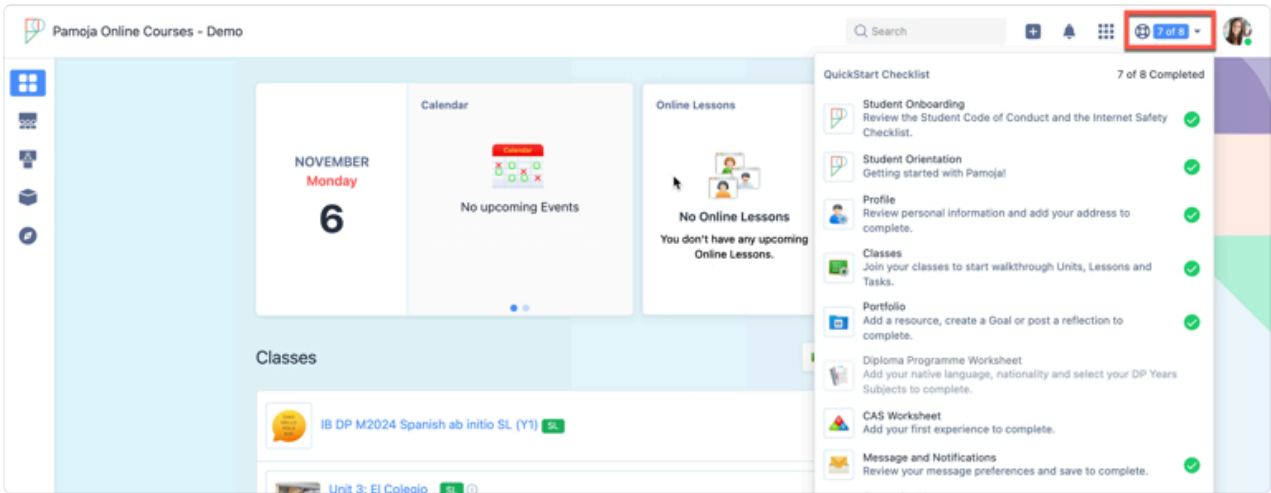 Pamoja Online Courses - Demo
Search
7 of 8
QuickStart Checklist
7 of 8 Completed
Student Onboarding
Review the Student Code of Conduct and the Internet Safety
Checklist.
Student Orientation
Getting started with Pamoja!
Profile
Review personal information and add your address to
complete.
Classes
Join your classes to start walkthrough Units, Lessons and
Tasks.
Portfolio
Add a resource, create a Goal or post a reflection to
complete.
Diploma Programme Worksheet
Add your native language, nationality and select your DP Years
Subjects to complete.
CAS Worksheet
Add your first experience to complete.
Message and Notifications
Review your message preferences and save to complete.
NOVEMBER
Monday
6
Calendar
Calendar
No upcoming Events
Online Lessons
No Online Lessons
You don't have any upcoming
Online Lessons.
Classes
IB DP M2024 Spanish ab initio SL (Y1) SL
Unit 3: El Colegio SL